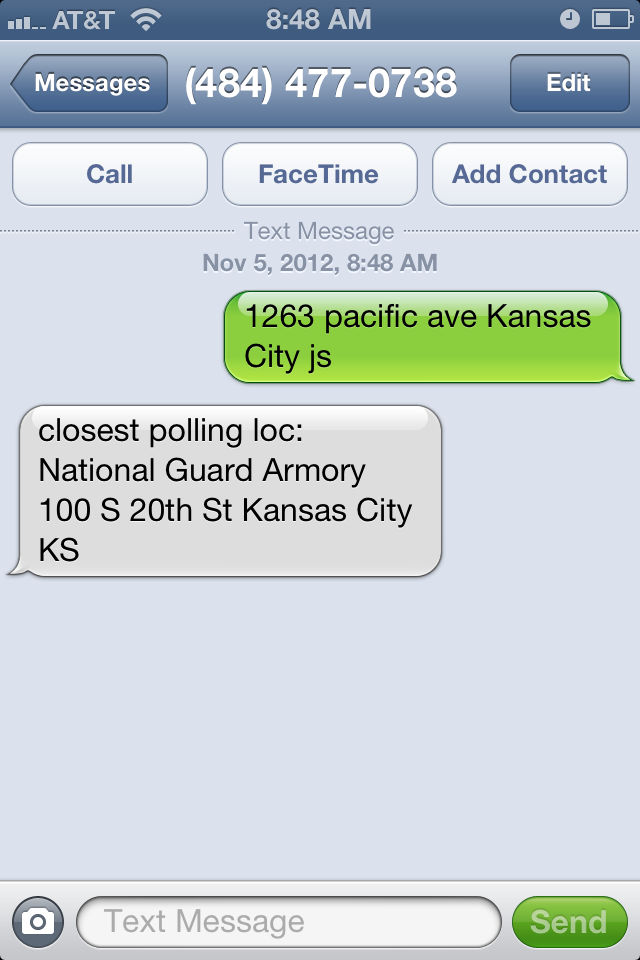 AT&T 8:48 AM
Messages (484) 477-0738 Edit
Call FaceTime Add Contact
Text Message
Nov 5, 2012, 8:48 AM
1263 pacific ave Kansas
City js
closest polling loc:
National Guard Armory
100 S 20th St Kansas City
KS
Text Message Send